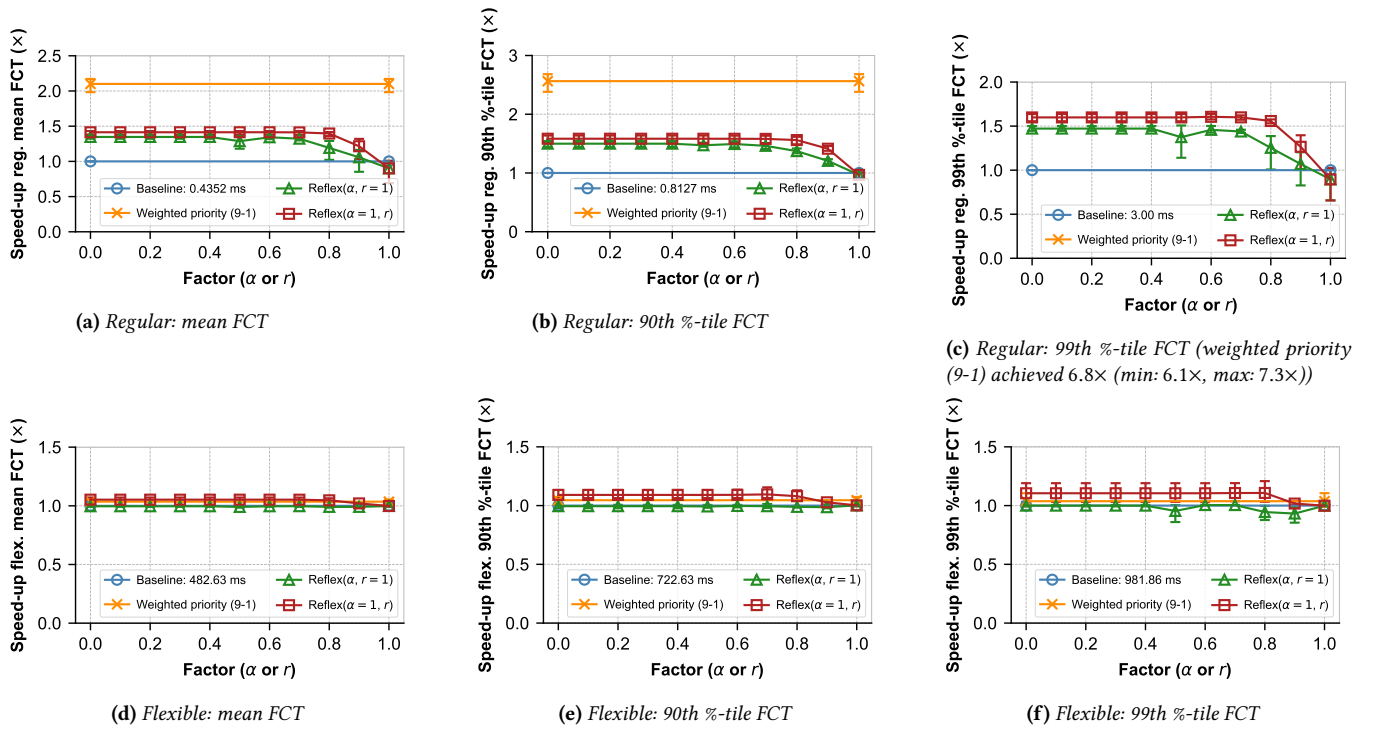 Speed-up reg. mean FCT (×)
2.5
2.0
1.5
1.0
0.5
0.0
Baseline: 0.4352 ms
Weighted priority (9-1)
Reflex(α, r = 1)
Reflex(α = 1, r)
0.0 0.2 0.4 0.6 0.8 1.0
Factor (α or r)
(a) Regular: mean FCT
Speed-up reg. 90th %-tile FCT (×)
3
2
1
0
Baseline: 0.8127 ms
Weighted priority (9-1)
Reflex(α, r = 1)
Reflex(α = 1, r)
0.0 0.2 0.4 0.6 0.8 1.0
Factor (α or r)
(b) Regular: 90th %-tile FCT
Speed-up reg. 99th %-tile FCT (×)
2.0
1.5
1.0
0.5
0.0
Baseline: 3.00 ms
Weighted priority (9-1)
Reflex(α, r = 1)
Reflex(α = 1, r)
0.0 0.2 0.4 0.6 0.8 1.0
Factor (α or r)
(c) Regular: 99th %-tile FCT (weighted priority
(9-1) achieved 6.8× (min: 6.1×, max: 7.3×))
Speed-up flex. mean FCT (×)
1.5
1.0
0.5
0.0
Baseline: 482.63 ms
Weighted priority (9-1)
Reflex(α, r = 1)
Reflex(α = 1, r)
0.0 0.2 0.4 0.6 0.8 1.0
Factor (α or r)
(d) Flexible: mean FCT
Speed-up flex. 90th %-tile FCT (×)
1.5
1.0
0.5
0.0
Baseline: 722.63 ms
Weighted priority (9-1)
Reflex(α, r = 1)
Reflex(α = 1, r)
0.0 0.2 0.4 0.6 0.8 1.0
Factor (α or r)
(e) Flexible: 90th %-tile FCT
Speed-up flex. 99th %-tile FCT (×)
1.5
1.0
0.5
0.0
Baseline: 981.86 ms
Weighted priority (9-1)
Reflex(α, r = 1)
Reflex(α = 1, r)
0.0 0.2 0.4 0.6 0.8 1.0
Factor (α or r)
(f) Flexible: 99th %-tile FCT